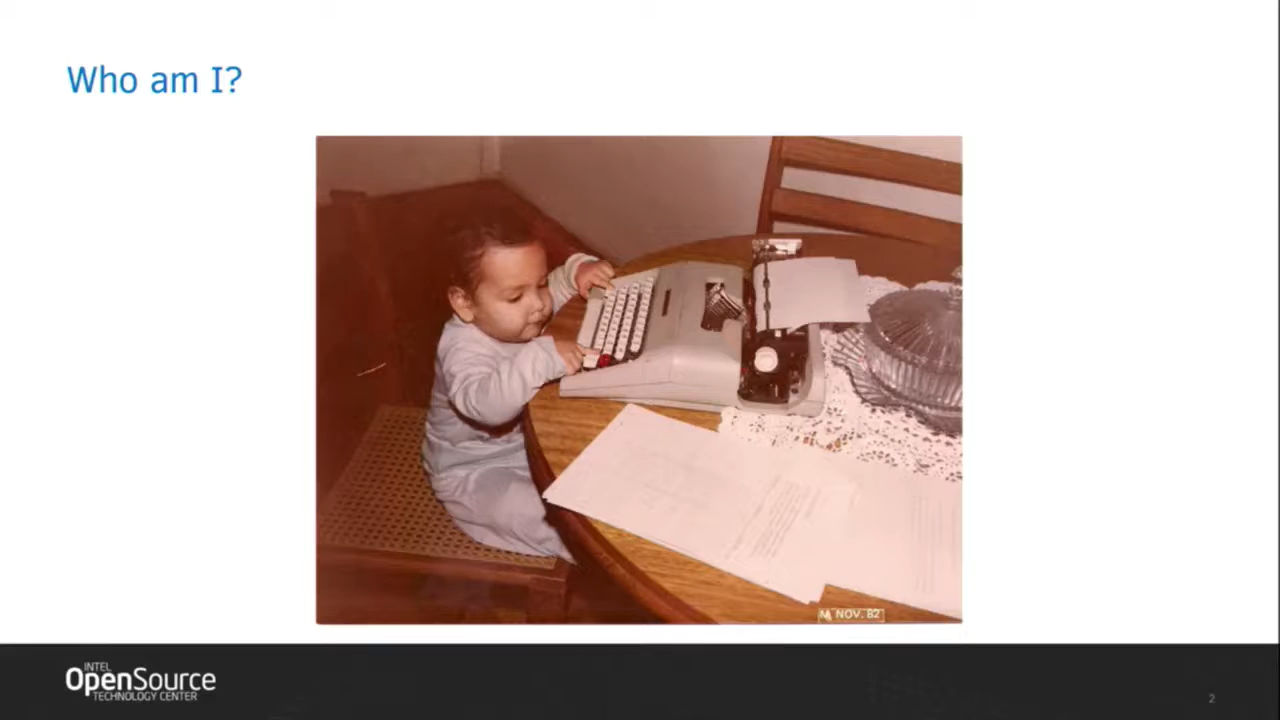 Who am I?
NOV. 82
INTEL
OpenSource
TECHNOLOGY CENTER
2